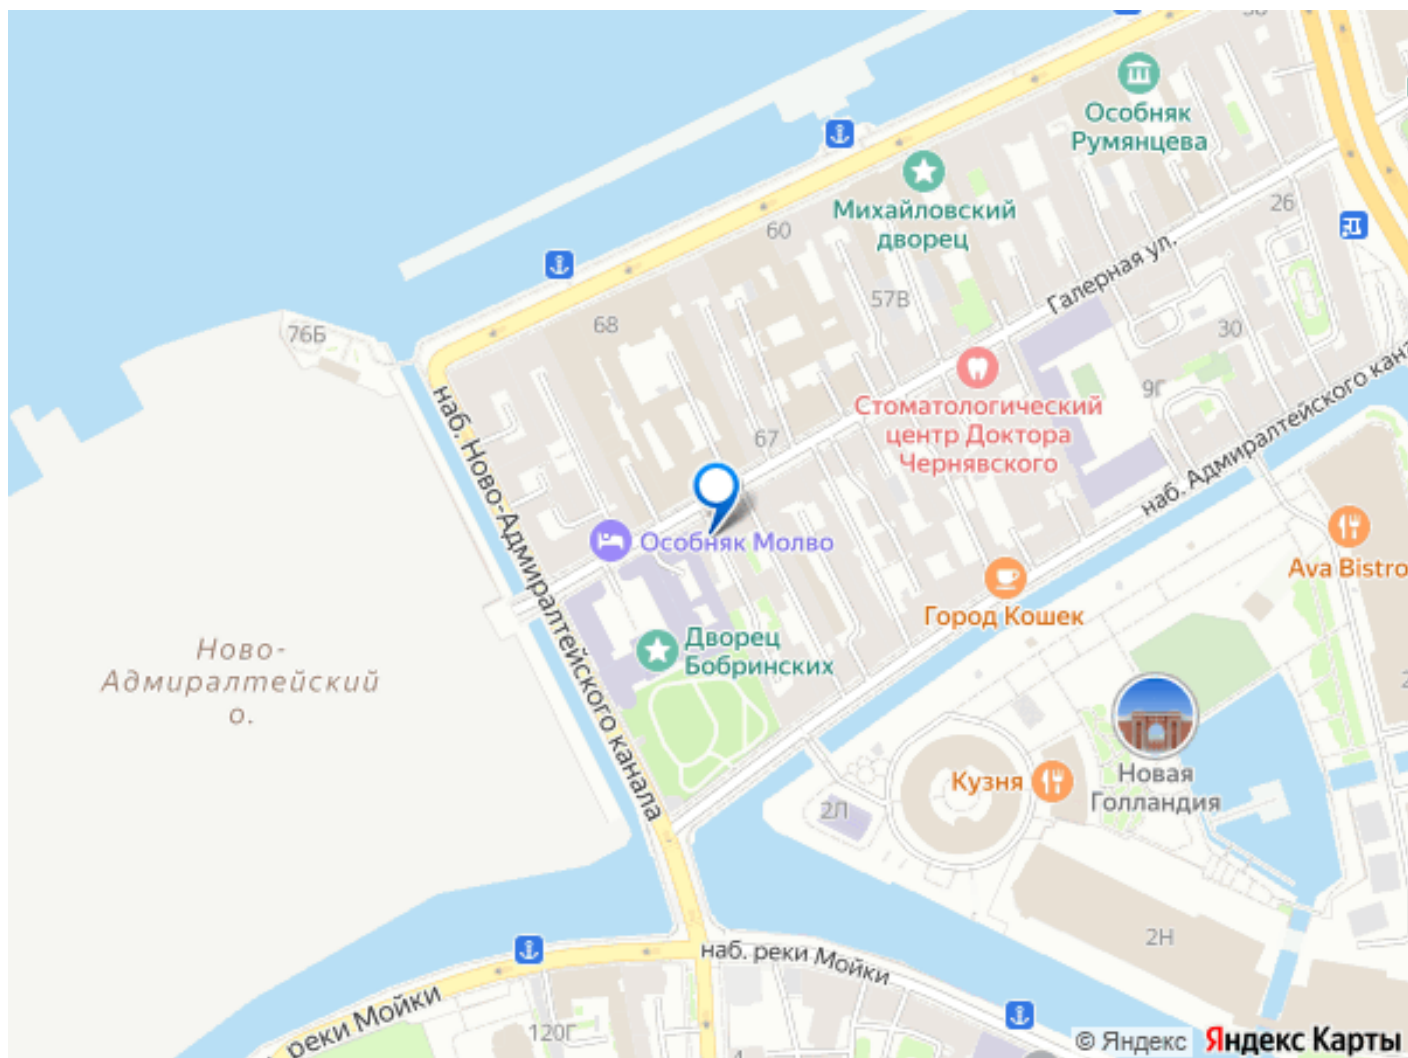 Особняк
Румянцева
Михайловский
дворец
26
60
57В
Галерная ул.
76Б
68
30
наб. Ново-Адмиралтейского канала
Стоматологический
центр Доктора
Чернявского
9Г
67
наб. Адмиралтейского кана
Особняк Молво
Ava Bistro
Город Кошек
Дворец
Бобринских
Ново-
Адмиралтейский
о.
Новая
Голландия
Кузня
2Л
2Н
наб. реки Мойки
реки Мойки
120Г
© Яндекс
Яндекс Карты